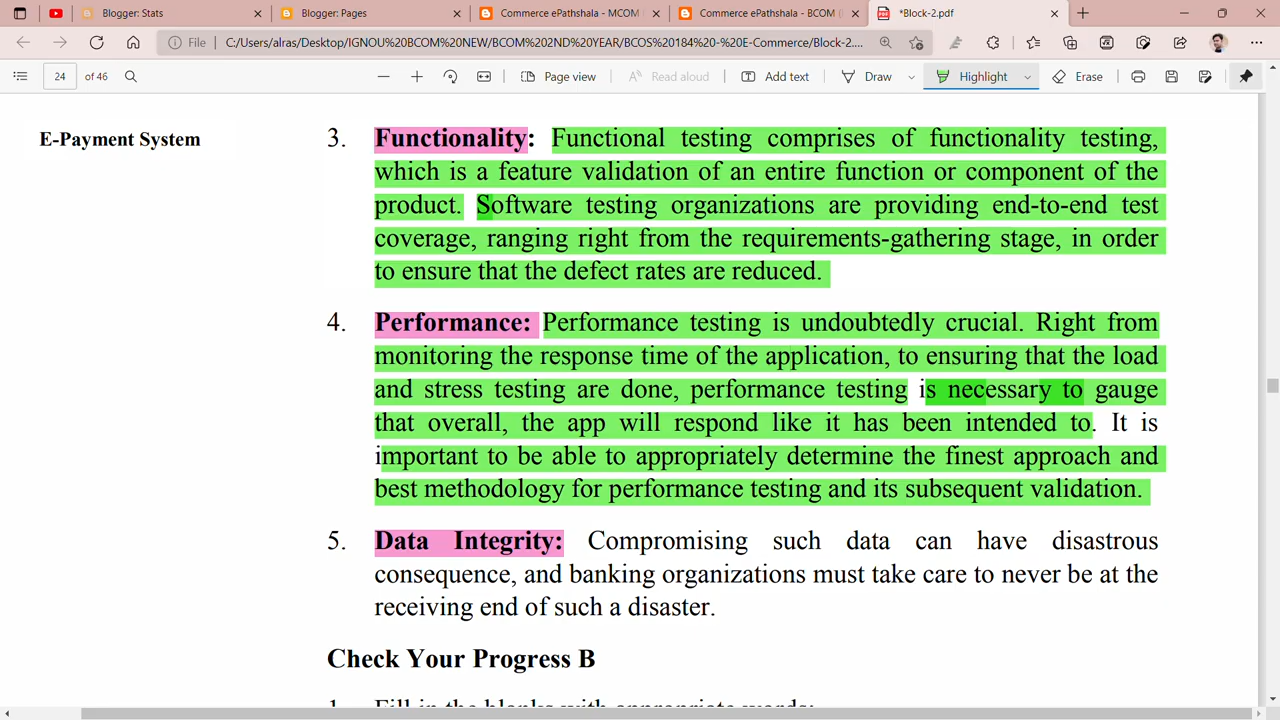 Blogger: Stats
Blogger: Pages
Commerce ePathshala - MCOM
Commerce ePathshala - BCOM (
*Block-2.pdf
File
C:/Users/alras/Desktop/IGNOU%20BCOM%20NEW/BCOM%202ND%20YEAR/BCOS%20184%20-%20E-Commerce/Block-2....
24 of 46
Page view
Read aloud
Add text
Draw
Highlight
Erase
E-Payment System
3. Functionality: Functional testing comprises of functionality testing,
which is a feature validation of an entire function or component of the
product. Software testing organizations are providing end-to-end test
coverage, ranging right from the requirements-gathering stage, in order
to ensure that the defect rates are reduced.
4. Performance: Performance testing is undoubtedly crucial. Right from
monitoring the response time of the application, to ensuring that the load
and stress testing are done, performance testing is necessary to gauge
that overall, the app will respond like it has been intended to. It is
important to be able to appropriately determine the finest approach and
best methodology for performance testing and its subsequent validation.
5. Data Integrity: Compromising such data can have disastrous
consequence, and banking organizations must take care to never be at the
receiving end of such a disaster.
Check Your Progress B
1. Fill in the blanks with appropriate words: